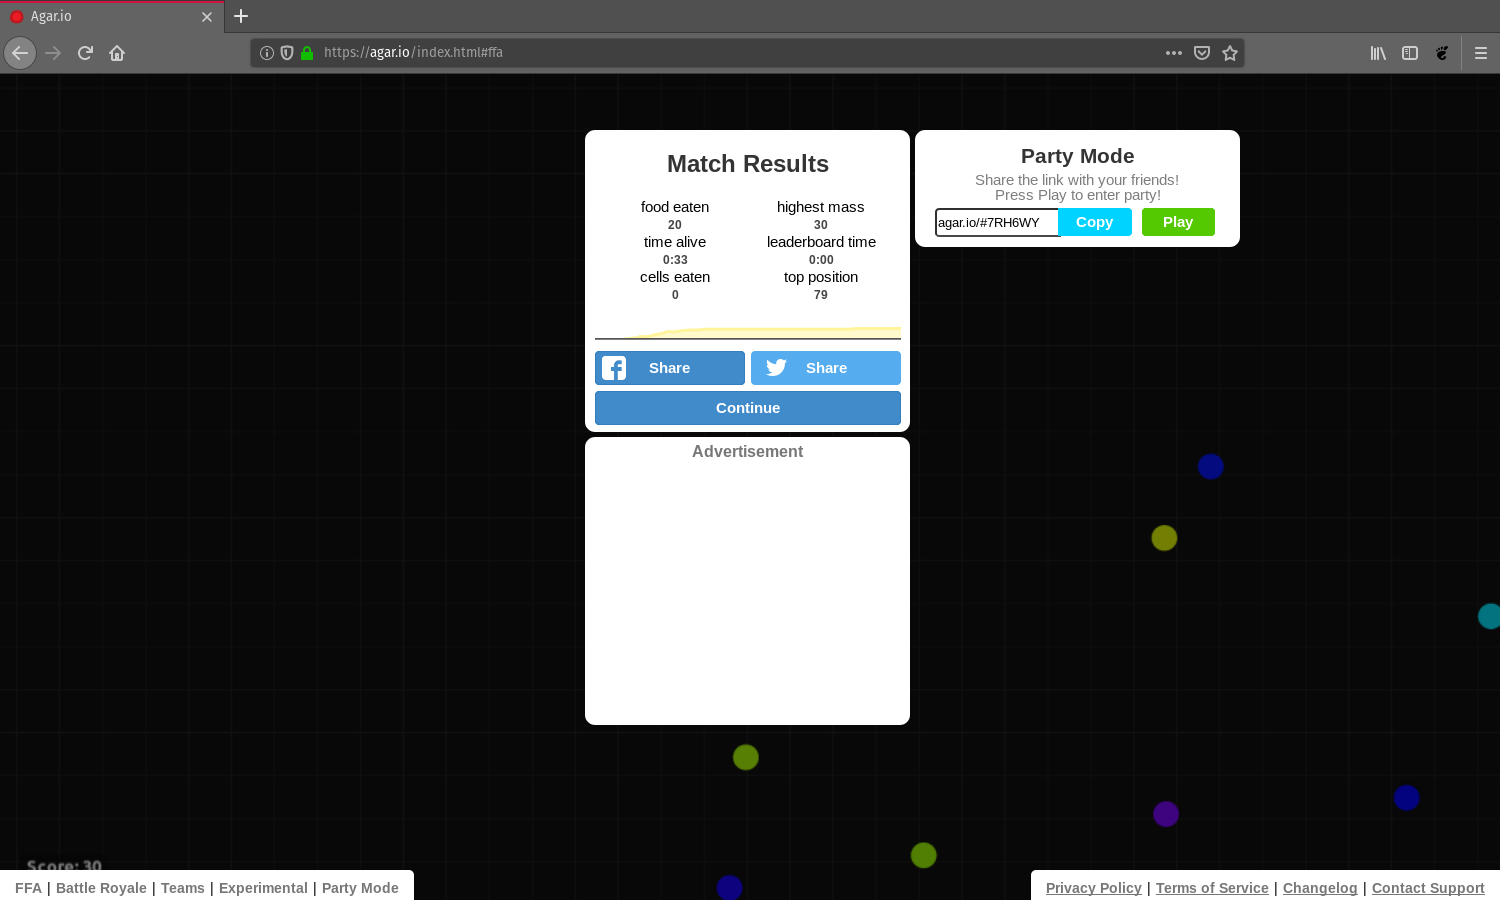 Agar.io
https://agar.io/index.html#ffa
Match Results
food eaten
20
highest mass
30
time alive
0:33
leaderboard time
0:00
cells eaten
0
top position
79
Share
Share
Continue
Advertisement
Party Mode
Share the link with your friends!
Press Play to enter party!
agar.io/#7RH6WY
Copy
Play
Score: 30
FFA | Battle Royale | Teams | Experimental | Party Mode
Privacy Policy | Terms of Service | Changelog | Contact Support